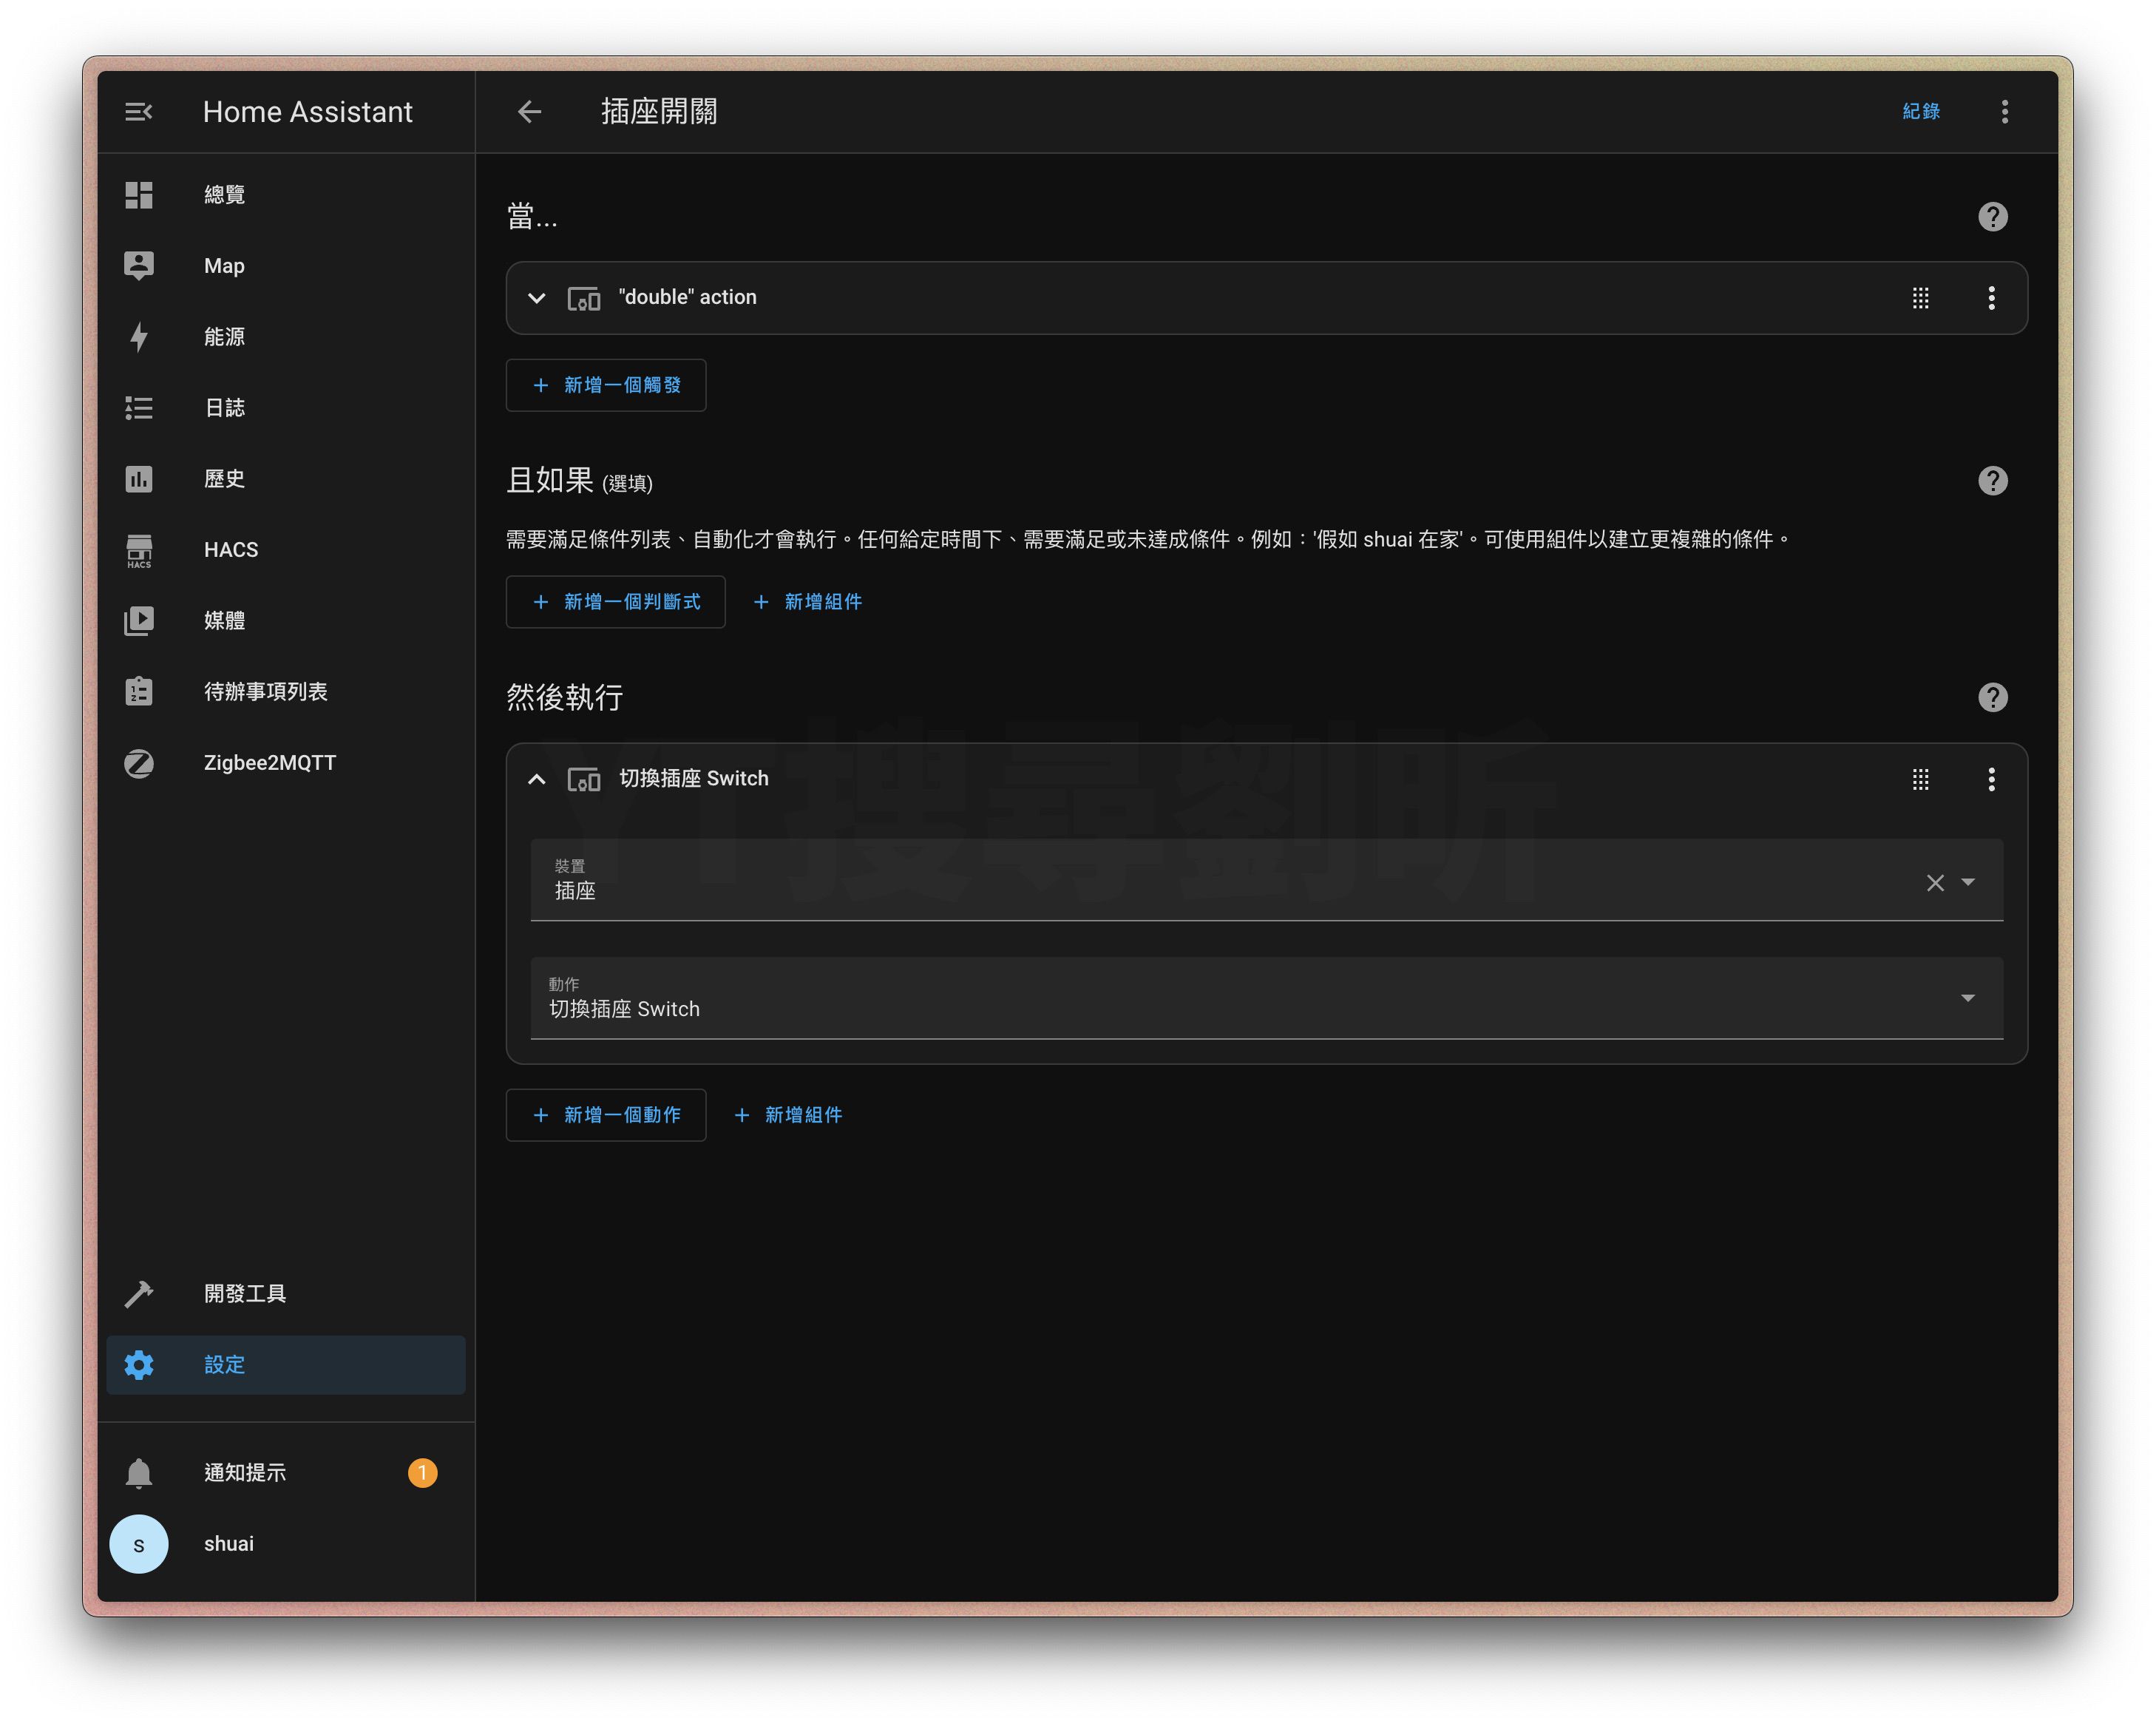 Home Assistant
總覽
Map
能源
日誌
歷史
HACS
HACS
媒體
待辦事項列表
Zigbee2MQTT
開發工具
設定
通知提示 1
s shuai
插座開關 紀錄
當...
"double" action
新增一個觸發
且如果 (選填)
需要滿足條件列表、自動化才會執行。任何給定時間下、需要滿足或未達成條件。例如：'假如 shuai 在家'。可使用組件以建立更複雜的條件。
新增一個判斷式 新增組件
然後執行
切換插座 Switch
YT搜尋劉昕
裝置
插座
動作
切換插座 Switch
新增一個動作 新增組件